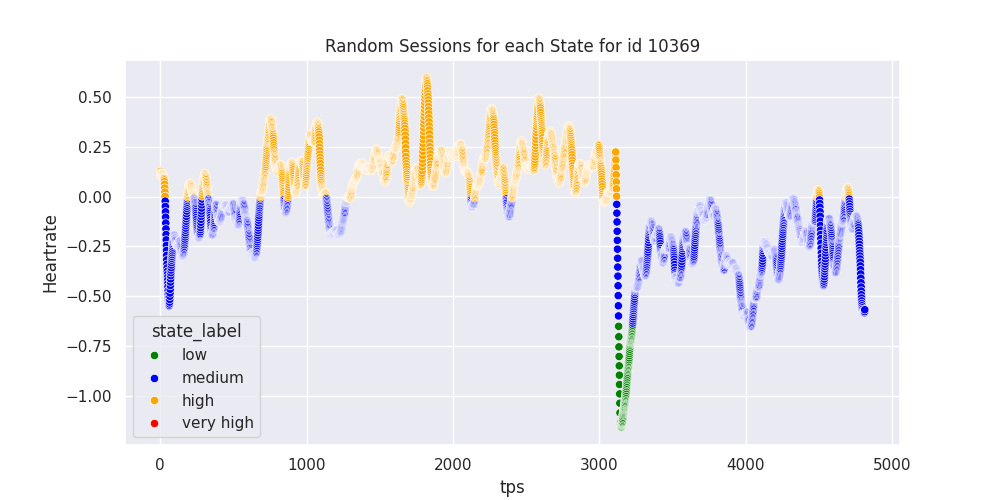 Random Sessions for each State for id 10369
Heartrate
0.50
0.25
0.00
−0.25
−0.50
−0.75
−1.00
state_label
low
medium
high
very high
0 1000 2000 3000 4000 5000
tps